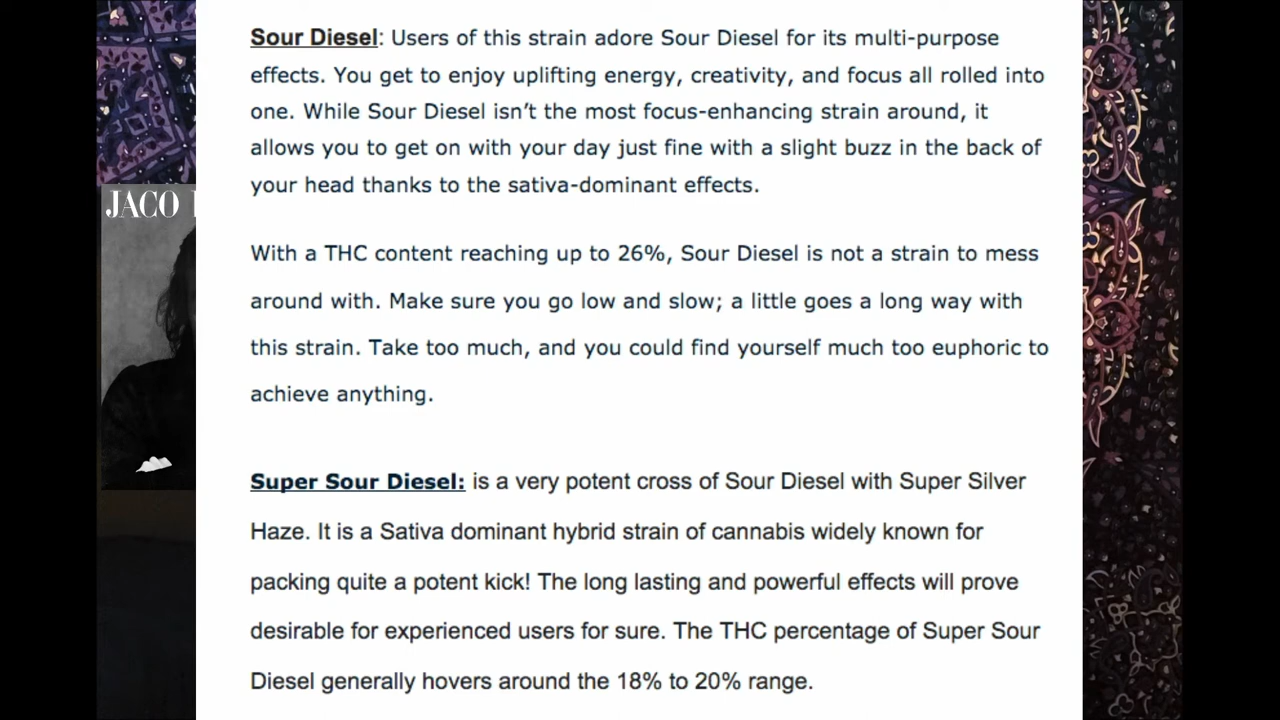 Sour Diesel: Users of this strain adore Sour Diesel for its multi-purpose
effects. You get to enjoy uplifting energy, creativity, and focus all rolled into
one. While Sour Diesel isn’t the most focus-enhancing strain around, it
allows you to get on with your day just fine with a slight buzz in the back of
your head thanks to the sativa-dominant effects.
JACO
With a THC content reaching up to 26%, Sour Diesel is not a strain to mess
around with. Make sure you go low and slow; a little goes a long way with
this strain. Take too much, and you could find yourself much too euphoric to
achieve anything.
Super Sour Diesel: is a very potent cross of Sour Diesel with Super Silver
Haze. It is a Sativa dominant hybrid strain of cannabis widely known for
packing quite a potent kick! The long lasting and powerful effects will prove
desirable for experienced users for sure. The THC percentage of Super Sour
Diesel generally hovers around the 18% to 20% range.